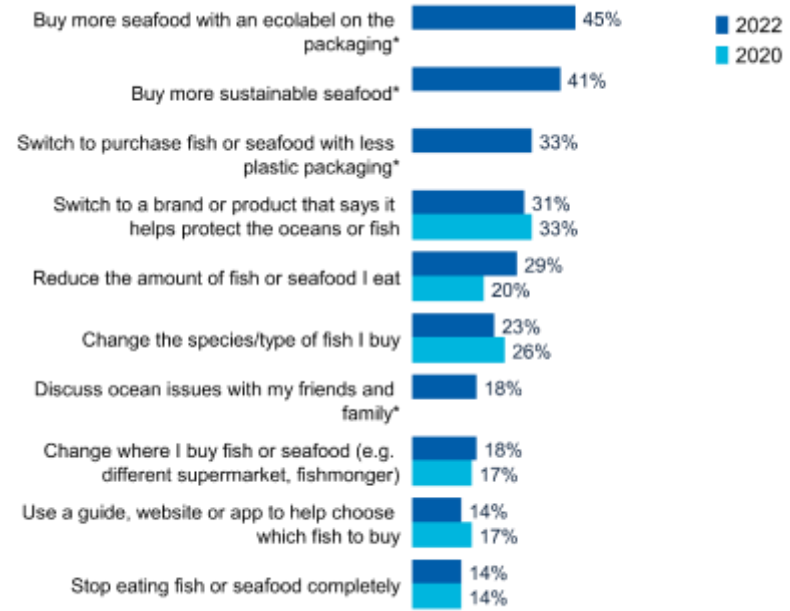 Buy more seafood with an ecolabel on the
packaging*
45%
2022
2020
Buy more sustainable seafood*
41%
Switch to purchase fish or seafood with less
plastic packaging*
33%
Switch to a brand or product that says it
helps protect the oceans or fish
31%
33%
Reduce the amount of fish or seafood I eat
29%
20%
Change the species/type of fish I buy
23%
26%
Discuss ocean issues with my friends and
family*
18%
Change where I buy fish or seafood (e.g.
different supermarket, fishmonger)
18%
17%
Use a guide, website or app to help choose
which fish to buy
14%
17%
Stop eating fish or seafood completely
14%
14%